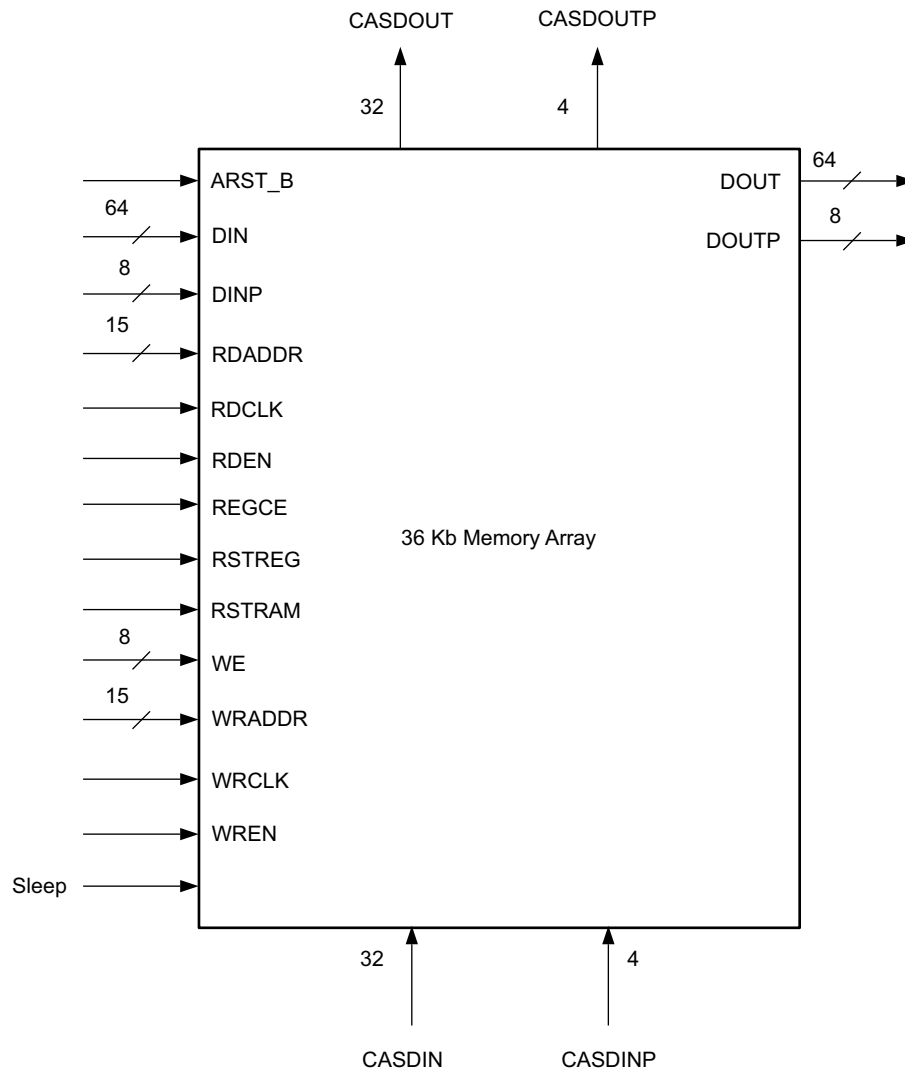 CASDOUT CASDOUTP
32 4
ARST_B
64
DIN
8
DINP
15
RDADDR
RDCLK
RDEN
REGCE
RSTREG
RSTRAM
8
WE
15
WRADDR
WRCLK
WREN
Sleep
36 Kb Memory Array
64
DOUT
8
DOUTP
32 4
CASDIN CASDINP